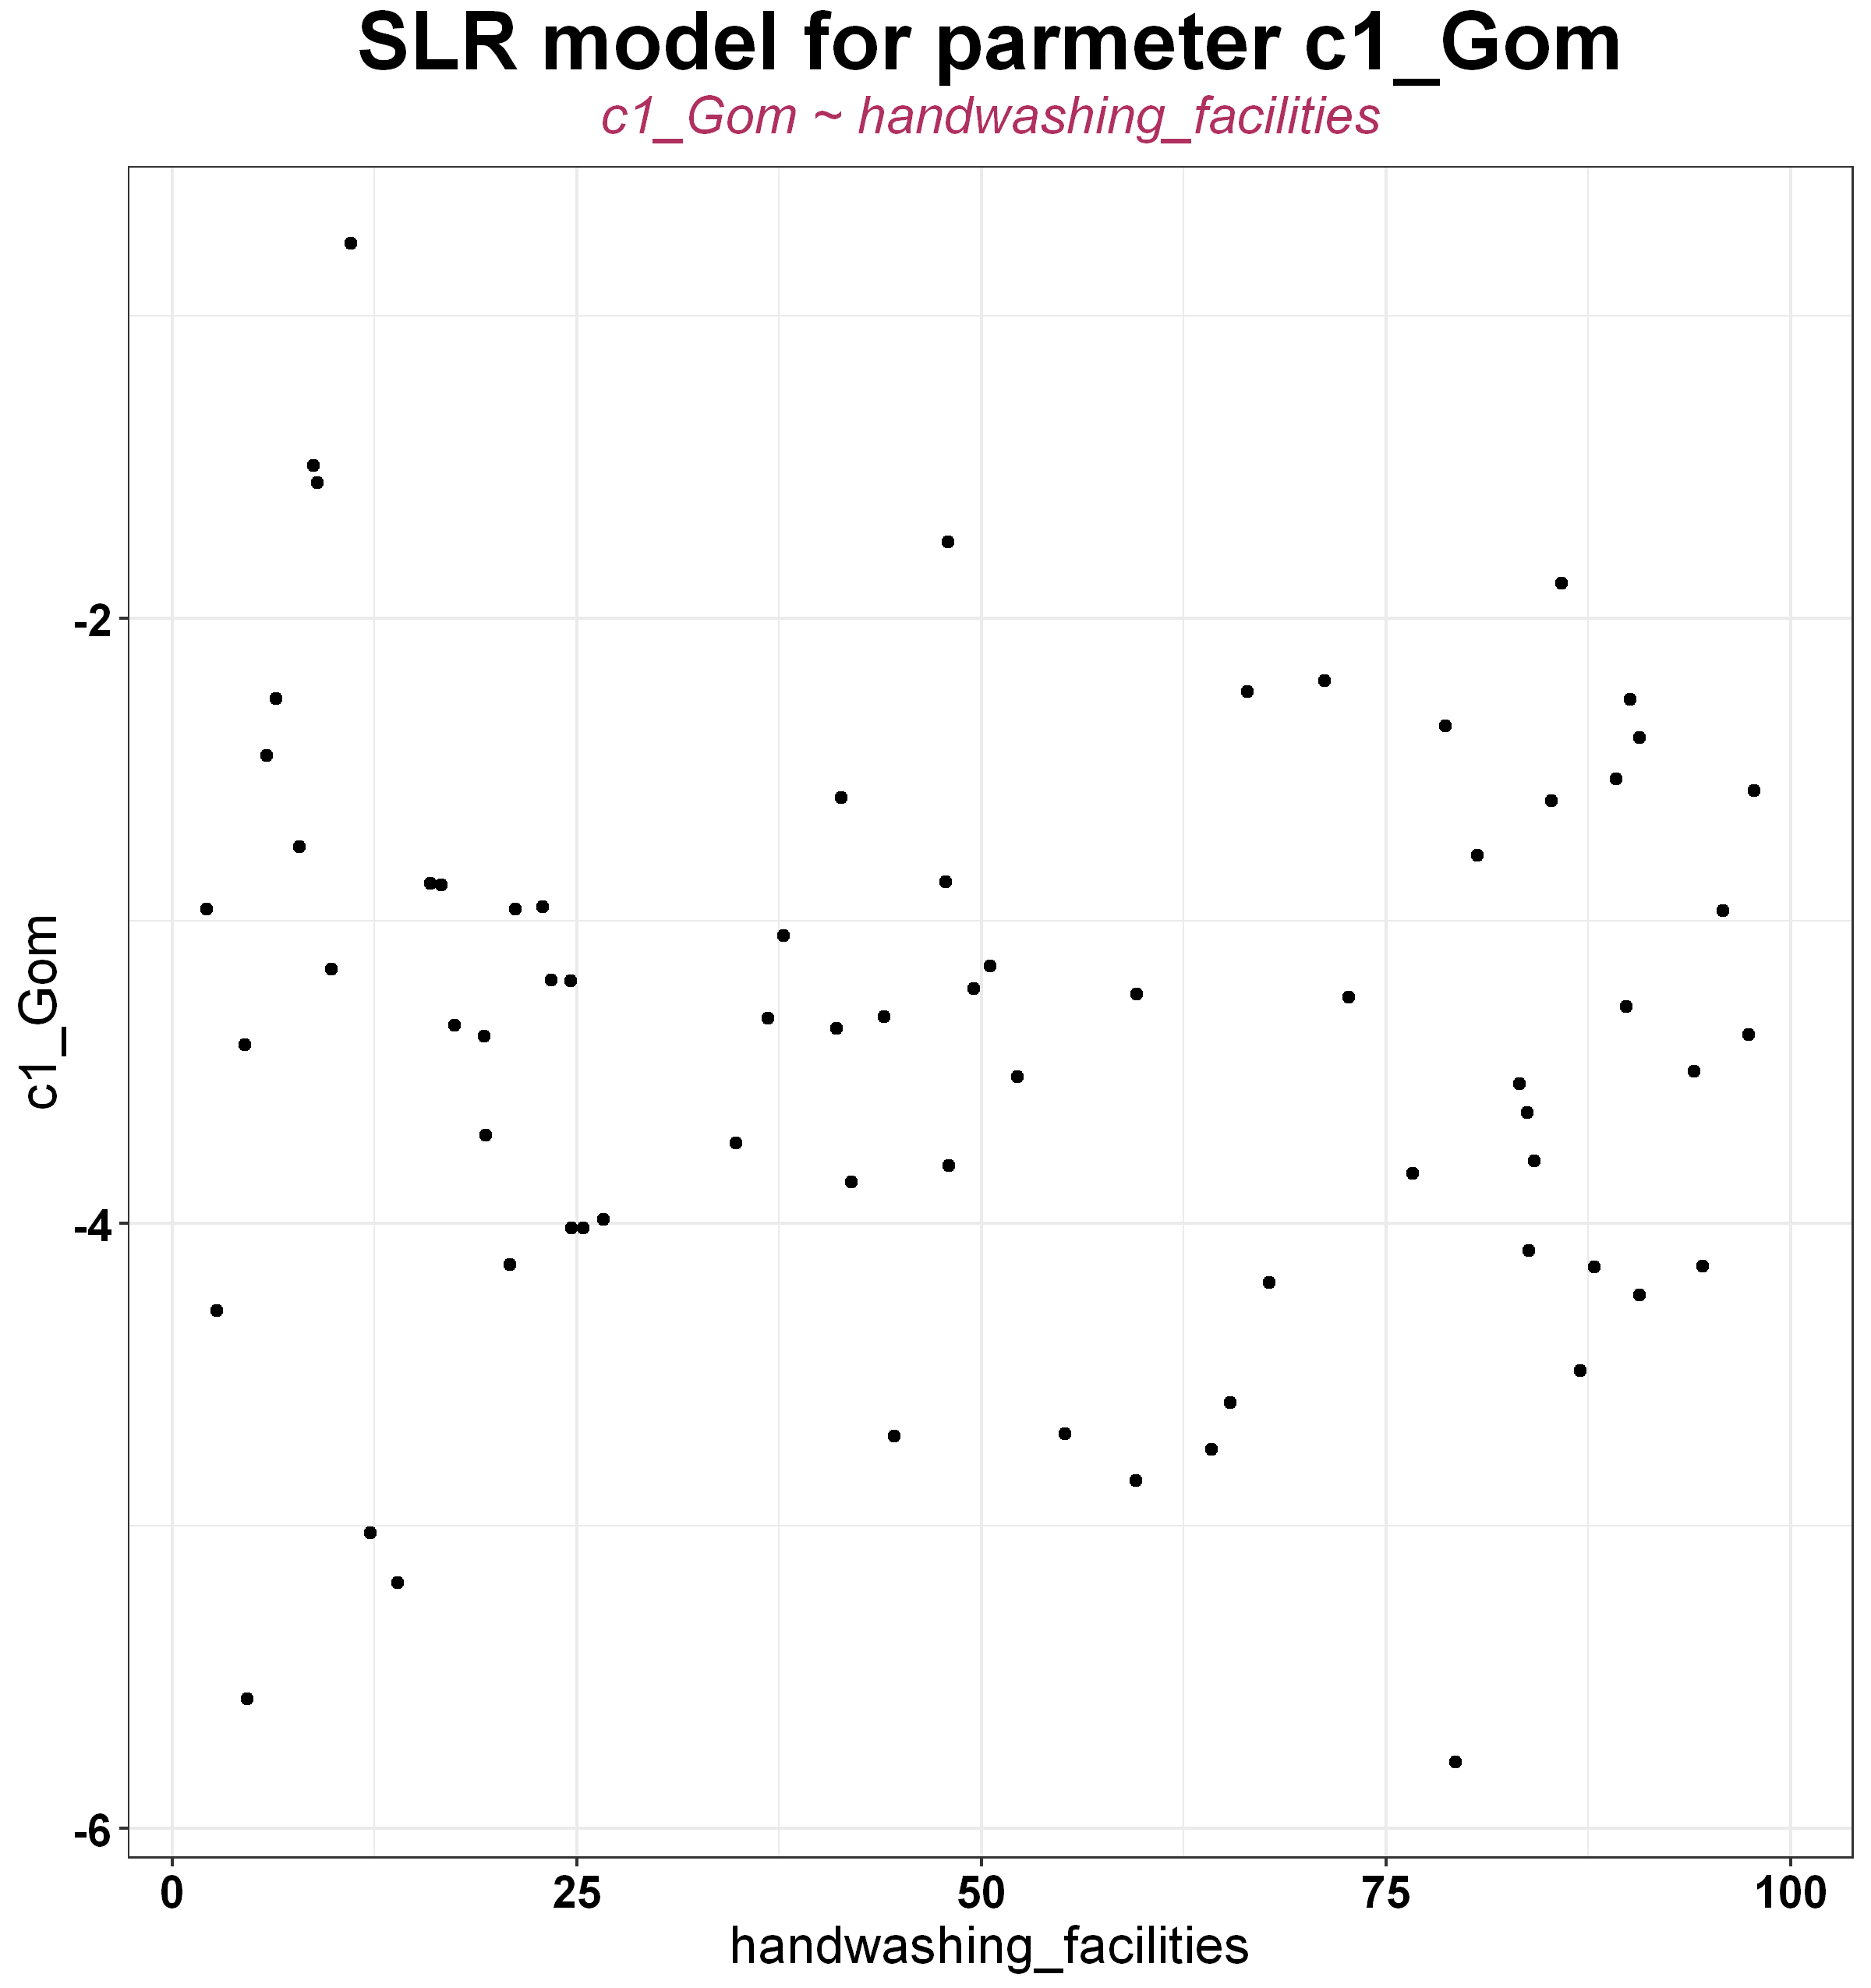 SLR model for parmeter c1_Gom
c1_Gom ~ handwashing_facilities
c1_Gom
-2
-4
-6
0 25 50 75 100
handwashing_facilities